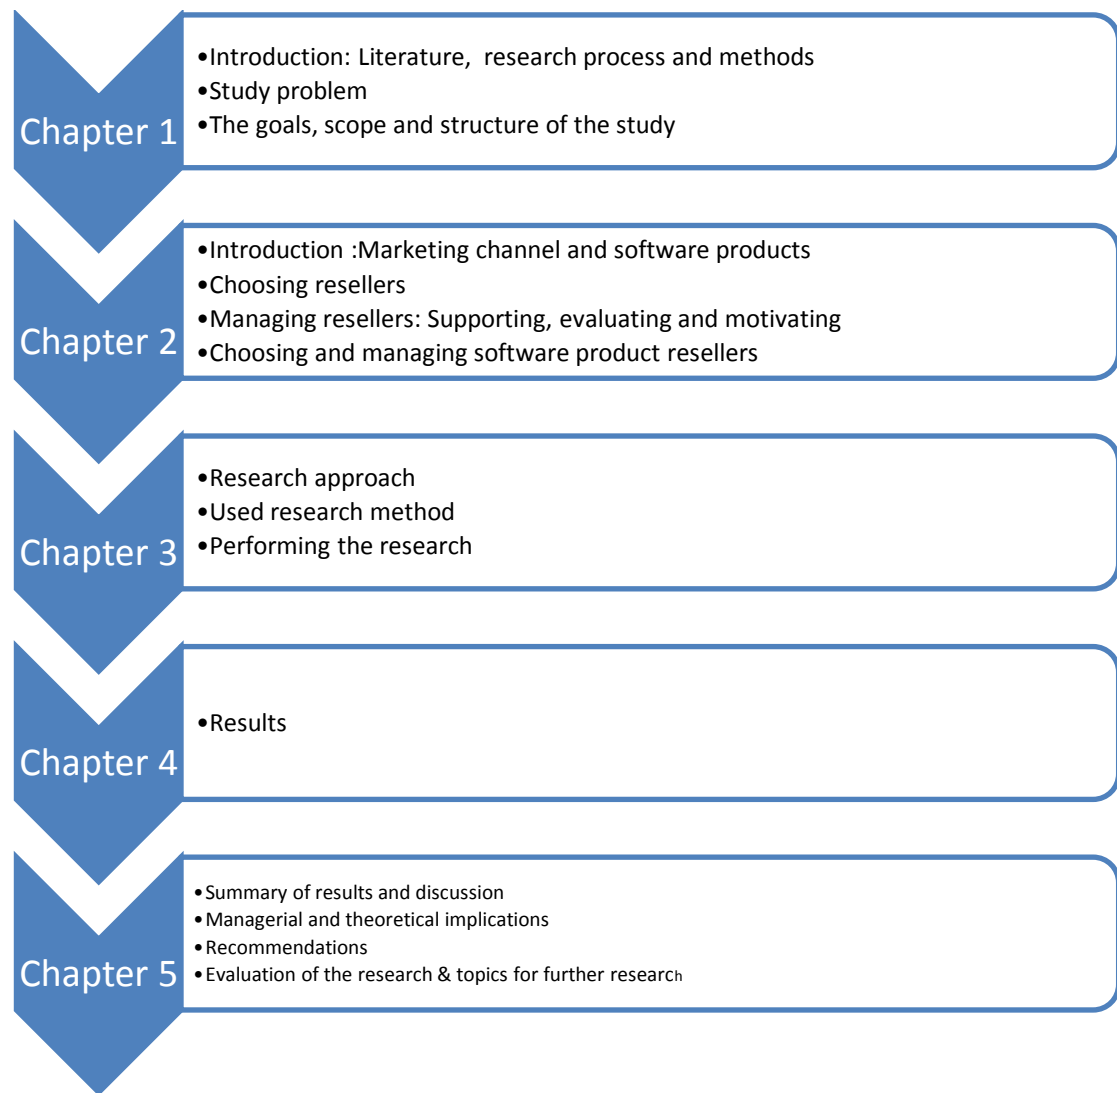 Chapter 1
•Introduction: Literature,  research process and methods
•Study problem
•The goals, scope and structure of the study
Chapter 2
•Introduction :Marketing channel and software products
•Choosing resellers
•Managing resellers: Supporting, evaluating and motivating
•Choosing and managing software product resellers
Chapter 3
•Research approach
•Used research method
•Performing the research
Chapter 4
•Results
Chapter 5
•Summary of results and discussion
•Managerial and theoretical implications
•Recommendations
•Evaluation of the research & topics for further research